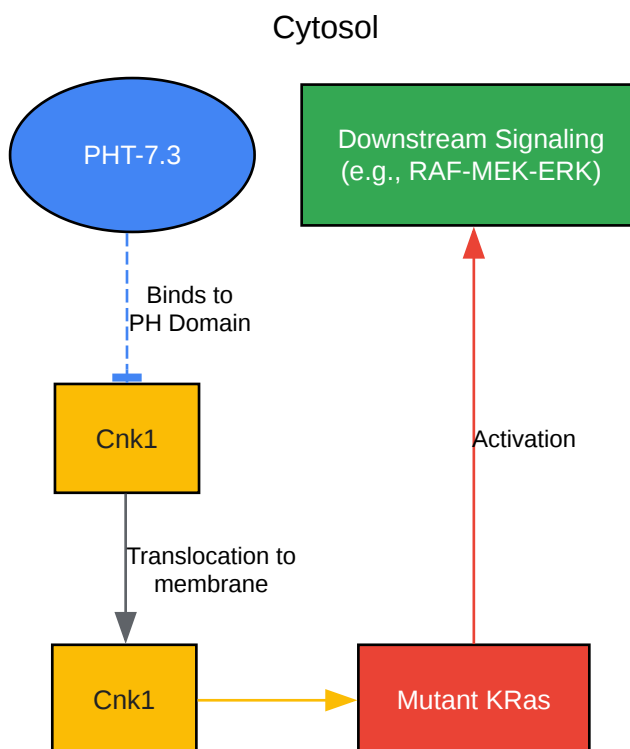 Cytosol
PHT-7.3
Downstream Signaling
(e.g., RAF-MEK-ERK)
Binds to
PH Domain
Cnk1
Activation
Translocation to
membrane
Cnk1
Mutant KRas